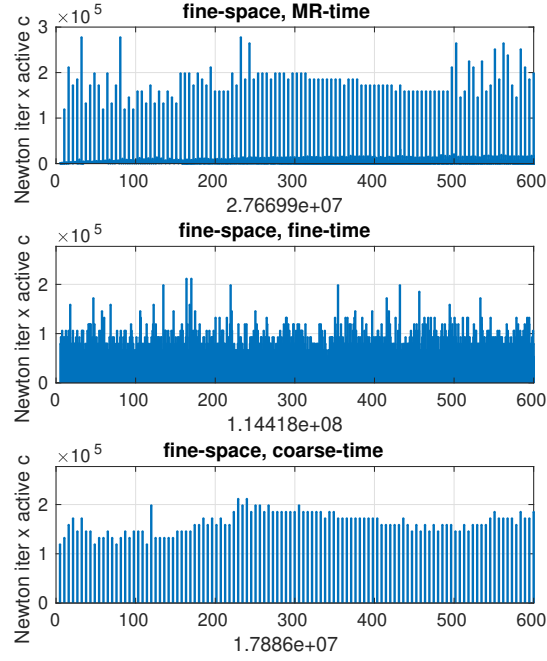 fine-space, MR-time
×10 5
Newton iter x active c
3
2
1
0
0 100 200 300 400 500 600
2.76699e+07
fine-space, fine-time
×10 5
Newton iter x active c
2
1
0
0 100 200 300 400 500 600
1.14418e+08
fine-space, coarse-time
×10 5
Newton iter x active c
2
1
0
0 100 200 300 400 500 600
1.7886e+07